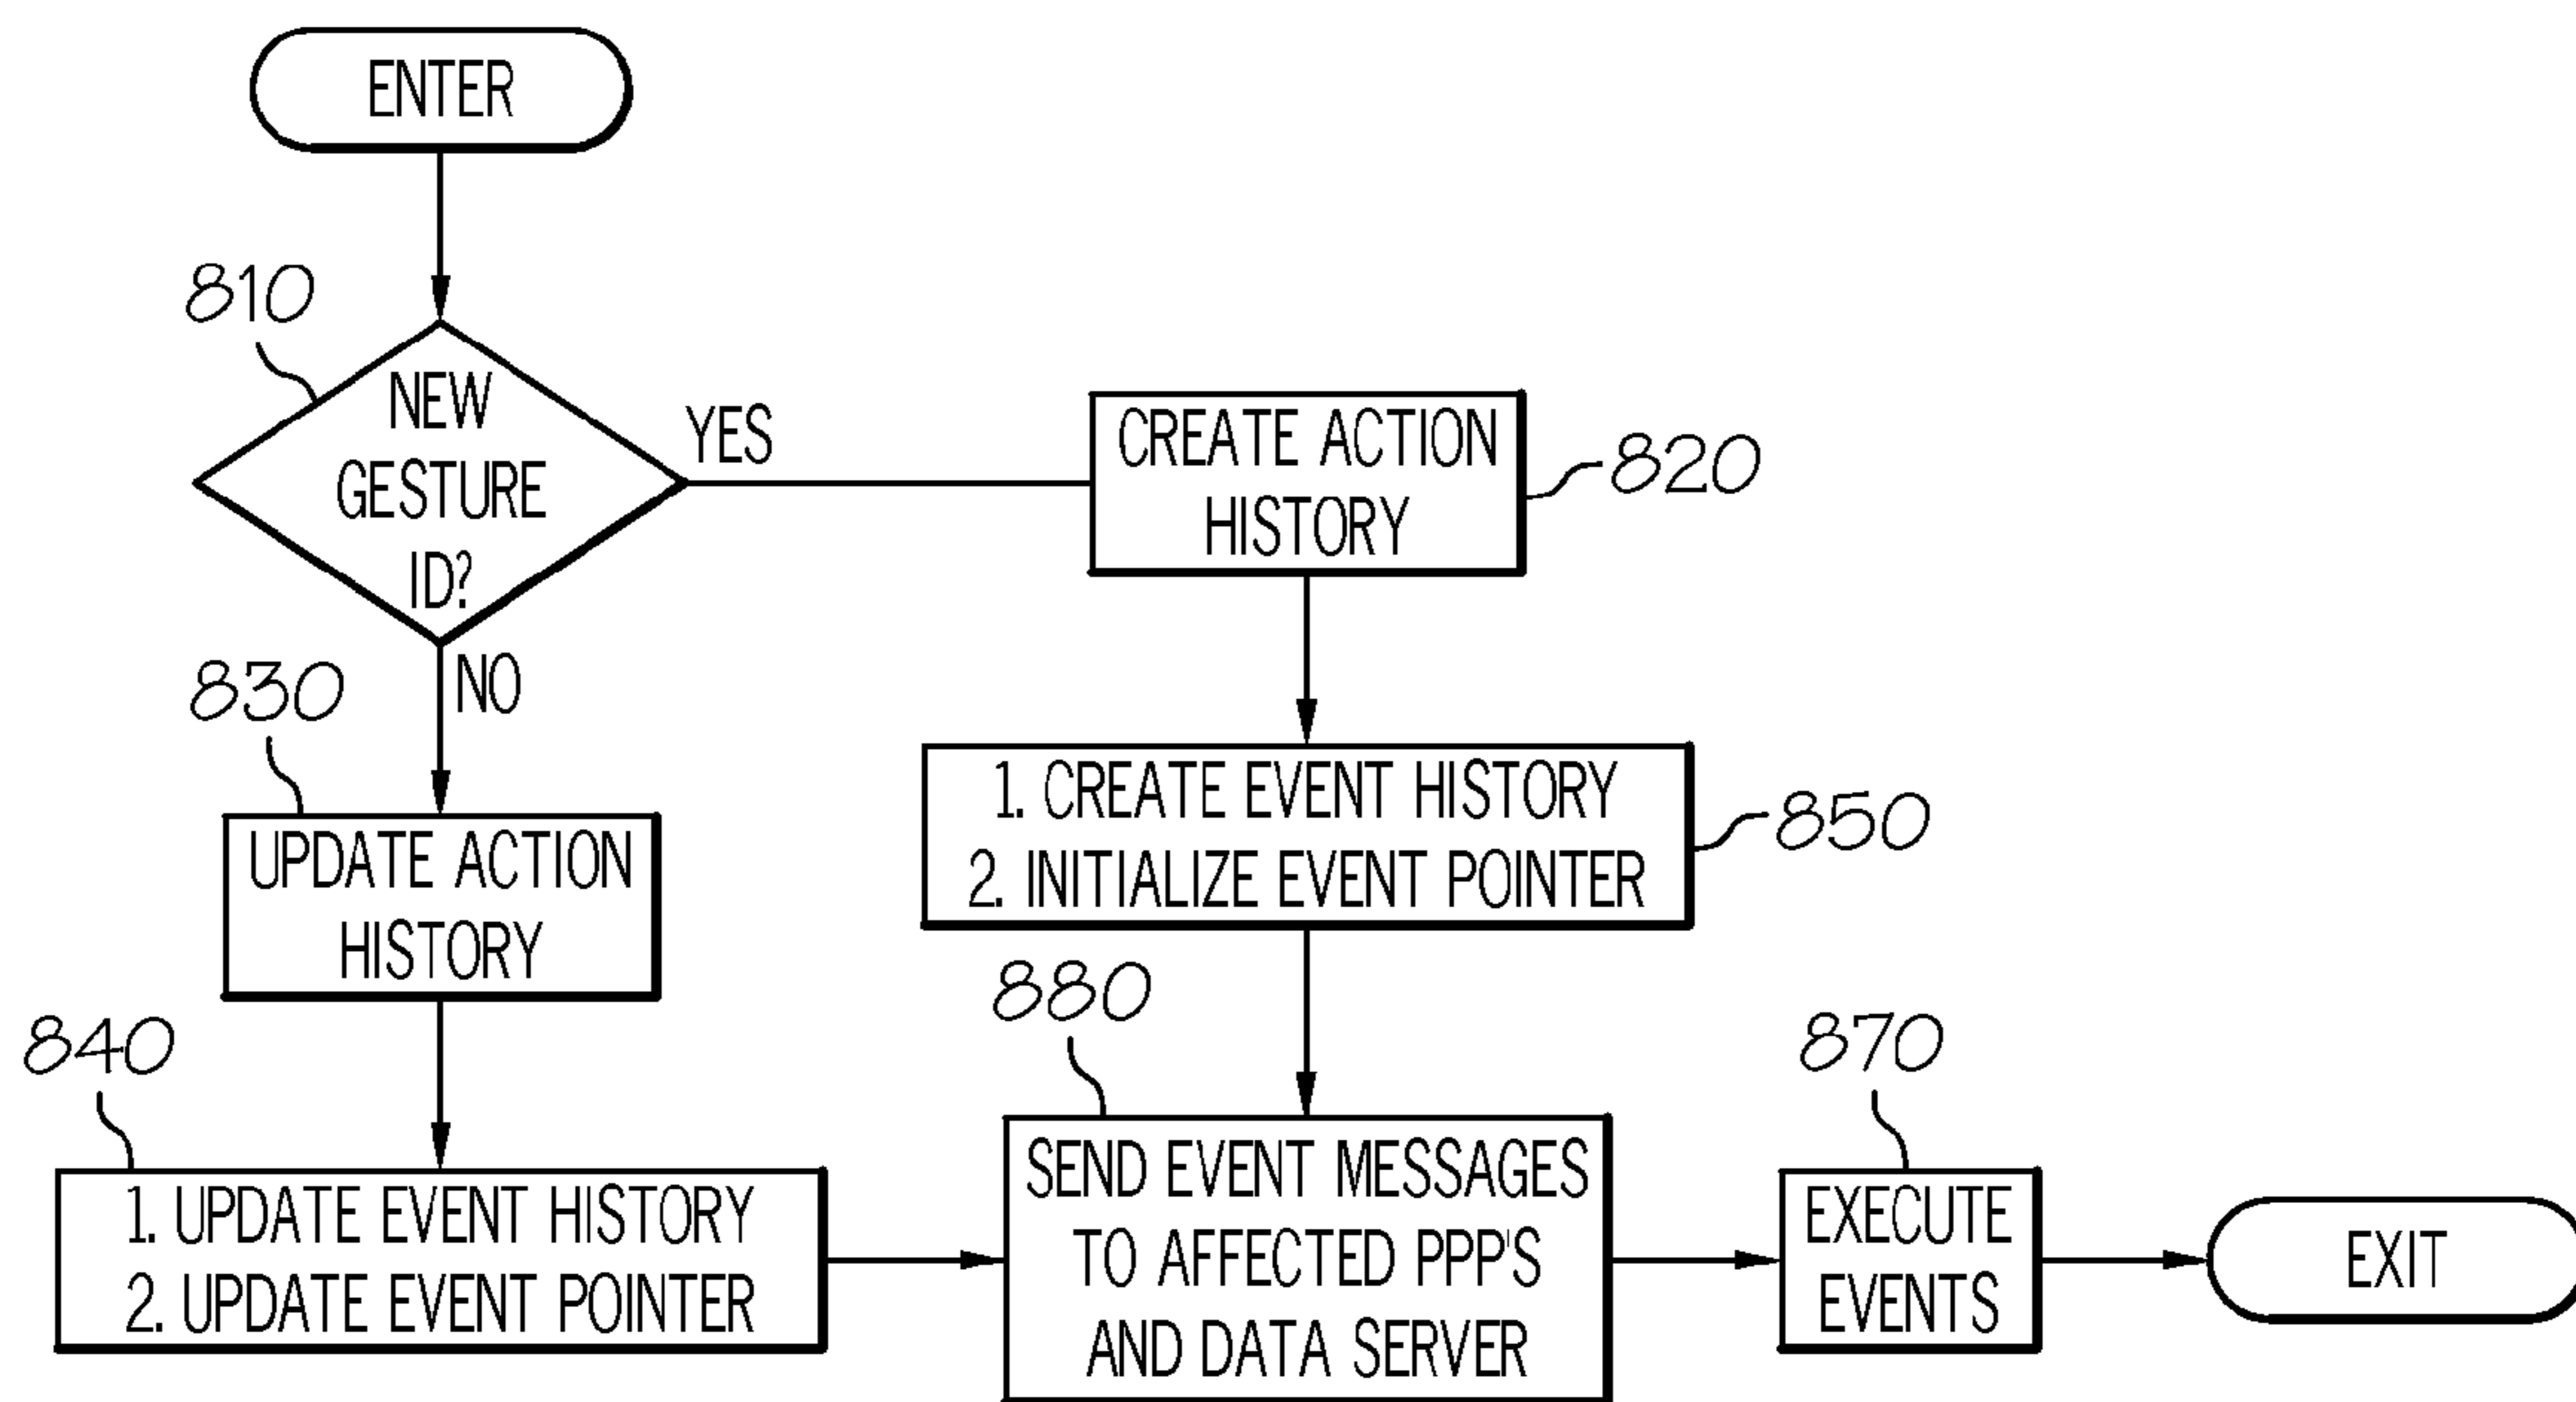 ENTER
810
NEW
GESTURE
ID?
YES
CREATE ACTION
HISTORY
820
NO
830
UPDATE ACTION
HISTORY
1. CREATE EVENT HISTORY
2. INITIALIZE EVENT POINTER
850
840
1. UPDATE EVENT HISTORY
2. UPDATE EVENT POINTER
880
SEND EVENT MESSAGES
TO AFFECTED PPP'S
AND DATA SERVER
870
EXECUTE
EVENTS
EXIT